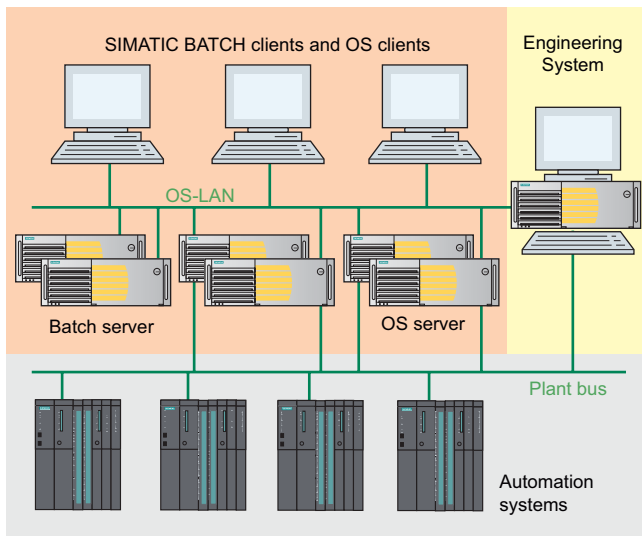 SIMATIC BATCH clients and OS clients
Engineering
System
OS-LAN
Batch server
OS server
Plant bus
Automation
systems